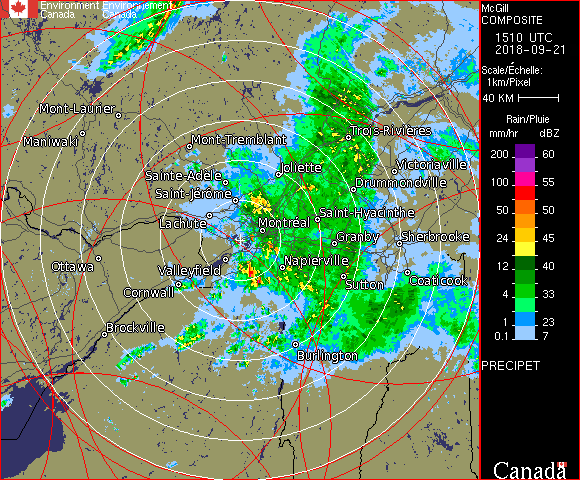 Environment Environnement
Canada Canada
McGill
COMPOSITE
1510 UTC
2018-09-21
Scale/Échelle:
1km/Pixel
40 KM
Rain/Pluie
mm/hr dBZ
200 60
100 55
50 50
24 45
12 40
4 33
1 23
0.1 7
PRECIPET
Canada
Mont-Laurier
Maniwaki
Mont-Tremblant
Trois-Rivières
Joliette
Victoriaville
Sainte-Adèle
Drummondville
Saint-Jérôme
Saint-Hyacinthe
Lachute
Montréal
Granby
Sherbrooke
Ottawa
Valleyfield
Napierville
Sutton
Coaticook
Cornwall
Brockville
Burlington